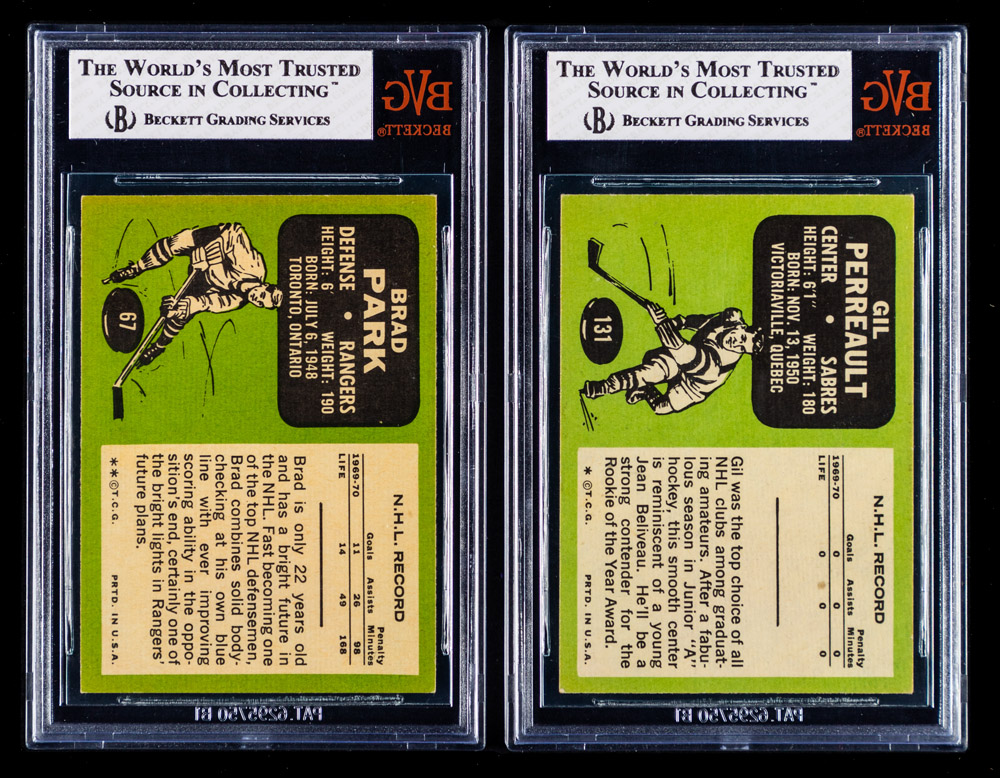 THE WORLD'S MOST TRUSTED
SOURCE IN COLLECTING™
(B) BECKETT GRADING SERVICES
BVG
BECKETT®
BRAD
PARK
DEFENSE • RANGERS
HEIGHT: 6' WEIGHT: 190
BORN: JULY 6, 1948
TORONTO, ONTARIO
67
N.H.L. RECORD
Goals Assists Penalty Minutes
1969-70 11 26 98
LIFE 14 49 168
Brad is only 22 years old
and has a bright future in
the NHL. Fast becoming one
of the top NHL defensemen,
Brad combines solid body-
checking at his own blue
line with ever improving
scoring ability in the oppo-
sition's end, certainly one of
the bright lights in Rangers'
future plans.
**©T.C.G. PRTD. IN U.S.A.
PAT. 6295750 B1
THE WORLD'S MOST TRUSTED
SOURCE IN COLLECTING™
(B) BECKETT GRADING SERVICES
BVG
BECKETT®
GIL
PERREAULT
CENTER • SABRES
HEIGHT: 6'1" WEIGHT: 180
BORN: NOV. 13, 1950
VICTORIAVILLE, QUEBEC
131
N.H.L. RECORD
Goals Assists Penalty Minutes
1969-70 0 0 0
LIFE 0 0 0
Gil was the top choice of all
NHL clubs among graduat-
ing amateurs. After a fabu-
lous season in Junior "A"
hockey, this smooth center
is reminiscent of a young
Jean Beliveau. He'll be a
strong contender for the
Rookie of the Year Award.
* ©T.C.G. PRTD. IN U.S.A.
PAT. 6295750 B1